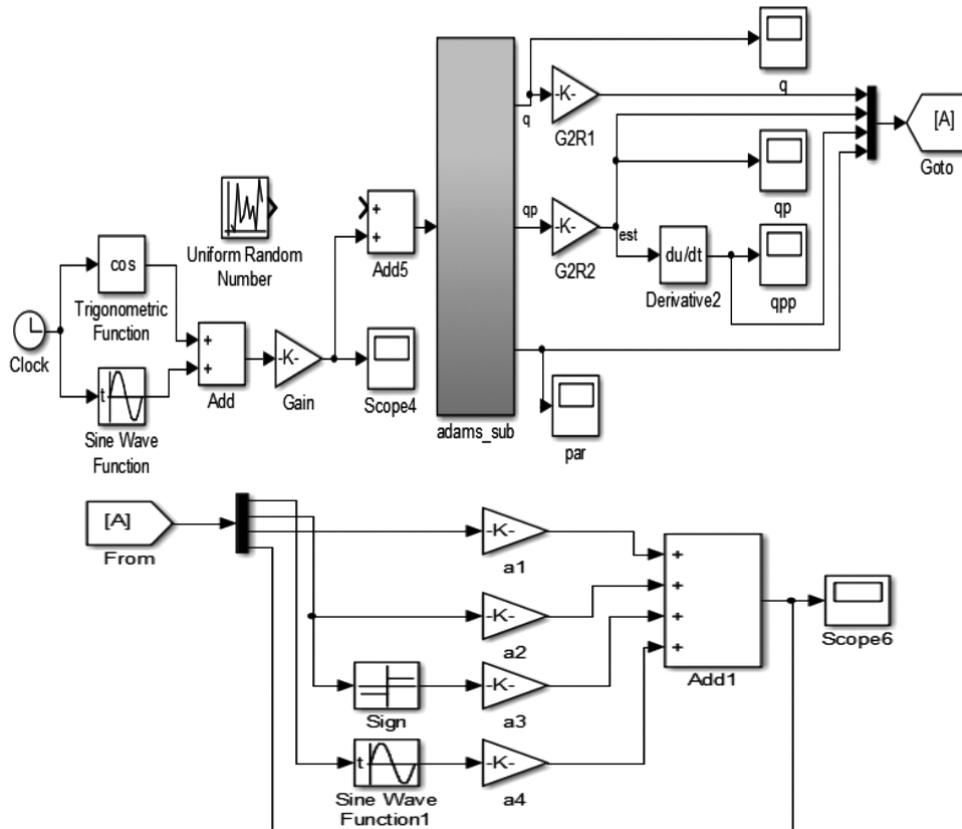 q
-K-
q
G2R1
[A]
Goto
qp
-K-
qp
est
G2R2
du/dt
Derivative2
qpp
Uniform Random
Number
+
+
Add5
cos
Trigonometric
Function
Clock
t
Sine Wave
Function
+
+
Add
-K-
Gain
Scope4
adams_sub
par
[A]
From
-K-
a1
-K-
a2
Sign
-K-
a3
t
Sine Wave
Function1
-K-
a4
+
+
+
+
Add1
Scope6